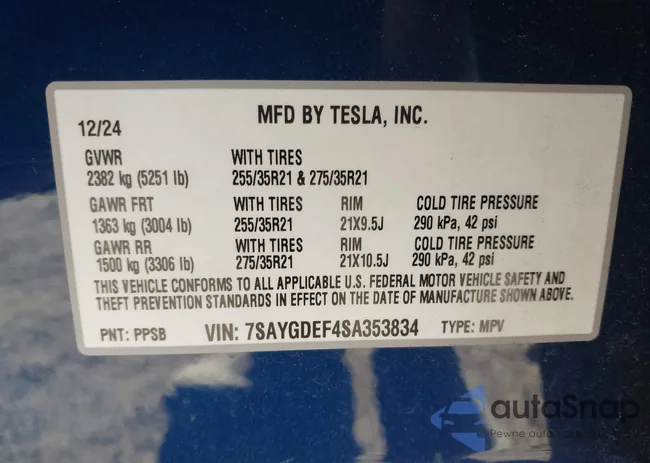 MFD BY TESLA, INC.
12/24
GVWR WITH TIRES
2382 kg (5251 lb) 255/35R21 & 275/35R21
GAWR FRT WITH TIRES RIM COLD TIRE PRESSURE
1363 kg (3004 lb) 255/35R21 21X9.5J 290 kPa, 42 psi
GAWR RR WITH TIRES RIM COLD TIRE PRESSURE
1500 kg (3306 lb) 275/35R21 21X10.5J 290 kPa, 42 psi
THIS VEHICLE CONFORMS TO ALL APPLICABLE U.S. FEDERAL MOTOR VEHICLE SAFETY AND
THEFT PREVENTION STANDARDS IN EFFECT ON THE DATE OF MANUFACTURE SHOWN ABOVE.
PNT: PPSB VIN: 7SAYGDEF4SA353834 TYPE: MPV
autoSnap
Pewne auta